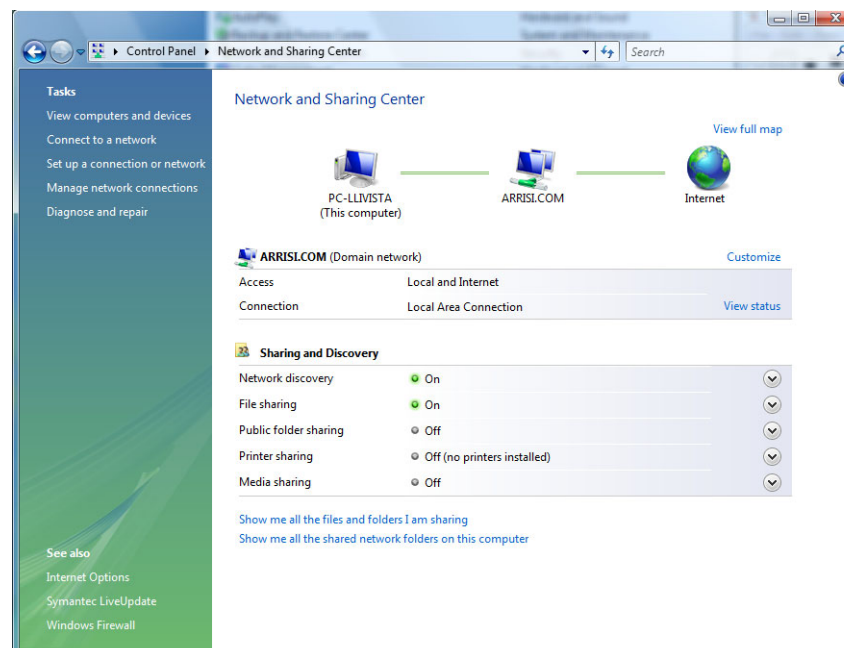 Control Panel ▸ Network and Sharing Center
Search
Tasks
View computers and devices
Connect to a network
Set up a connection or network
Manage network connections
Diagnose and repair
Network and Sharing Center
View full map
PC-LLIVISTA
(This computer)
ARRISI.COM
Internet
ARRISI.COM (Domain network) Customize
Access Local and Internet
Connection Local Area Connection View status
Sharing and Discovery
Network discovery On
File sharing On
Public folder sharing Off
Printer sharing Off (no printers installed)
Media sharing Off
Show me all the files and folders I am sharing
Show me all the shared network folders on this computer
See also
Internet Options
Symantec LiveUpdate
Windows Firewall